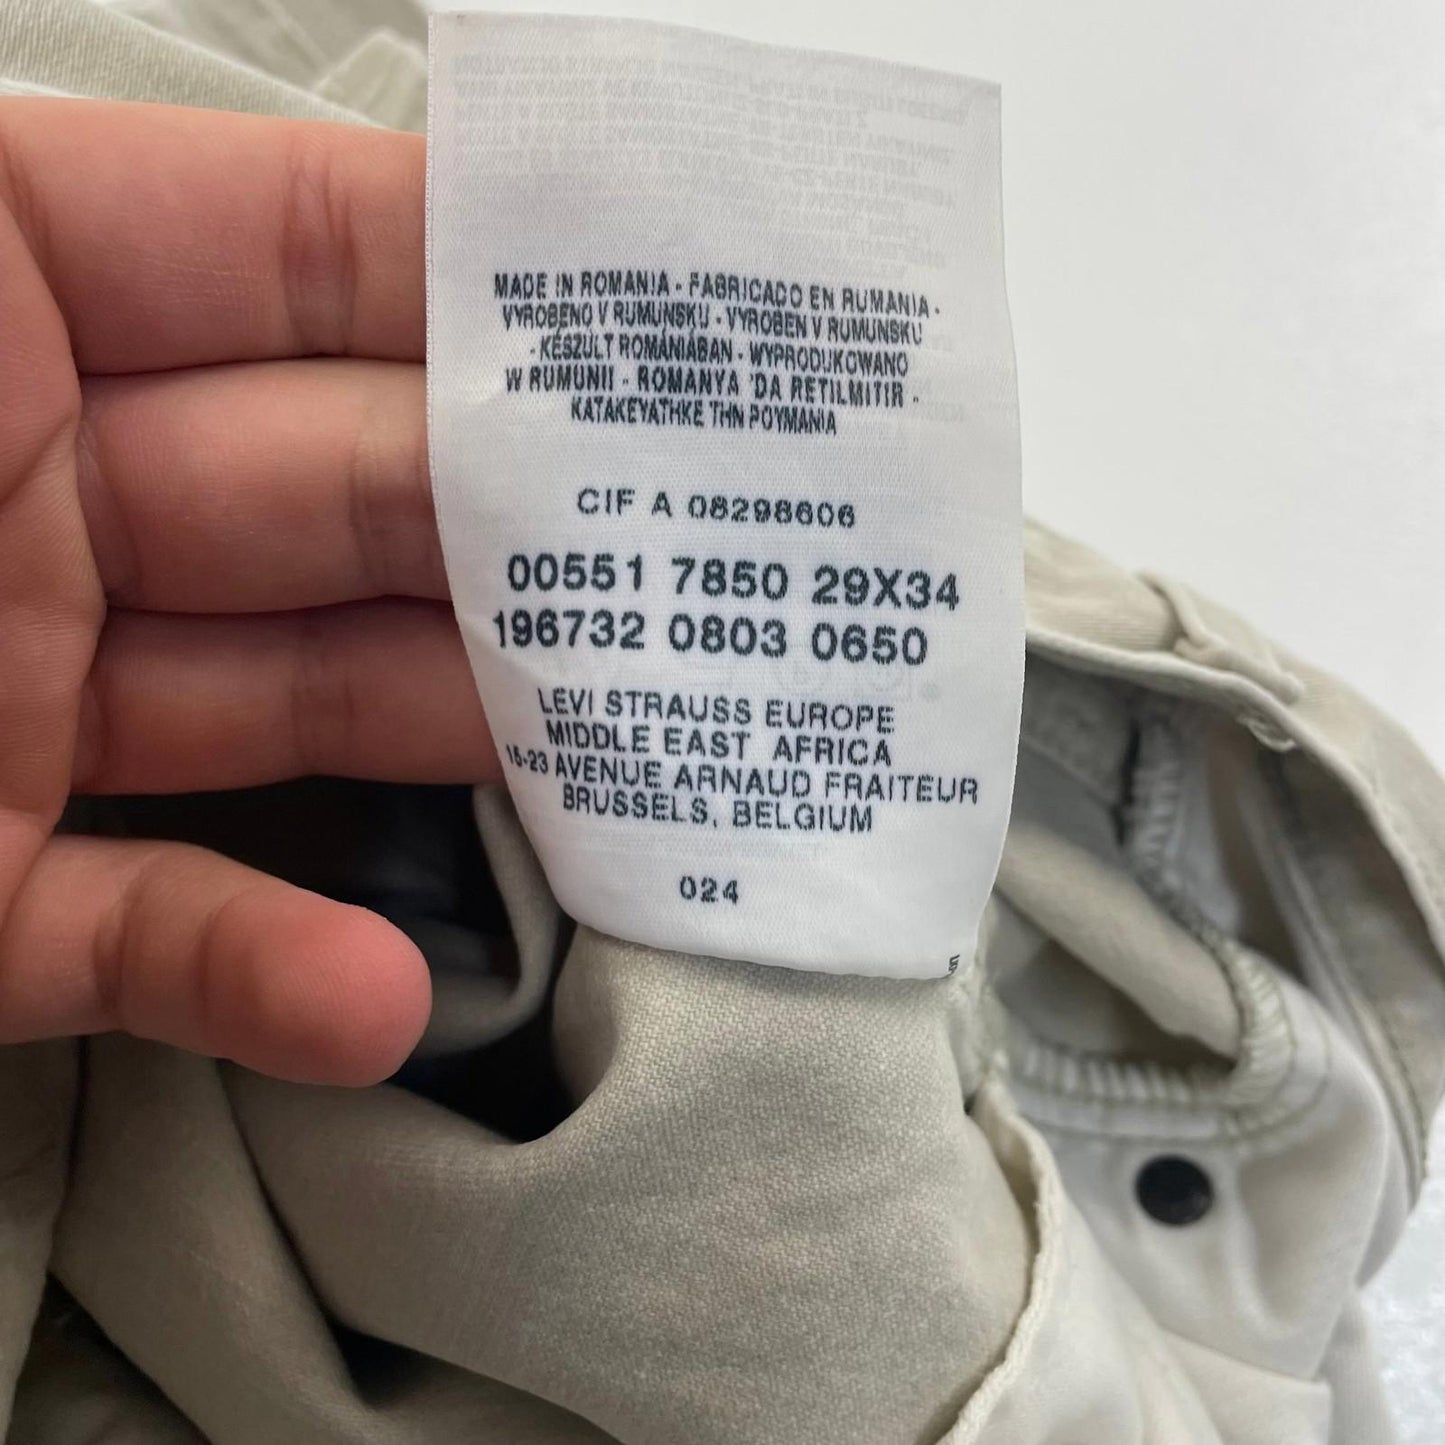 MADE IN ROMANIA - FABRICADO EN RUMANIA -
VYROBENO V RUMUNSKU - VYROBEN V RUMUNSKU
- KÉSZÜLT ROMÁNIÁBAN - WYPRODUKOWANO
W RUMUNII - ROMANYA 'DA RETILMITIR -
KATAKEYATHKE THN POYMANIA
CIF A 08298606
00551 7850 29X34
196732 0803 0650
LEVI STRAUSS EUROPE
MIDDLE EAST AFRICA
15-23 AVENUE ARNAUD FRAITEUR
BRUSSELS, BELGIUM
024